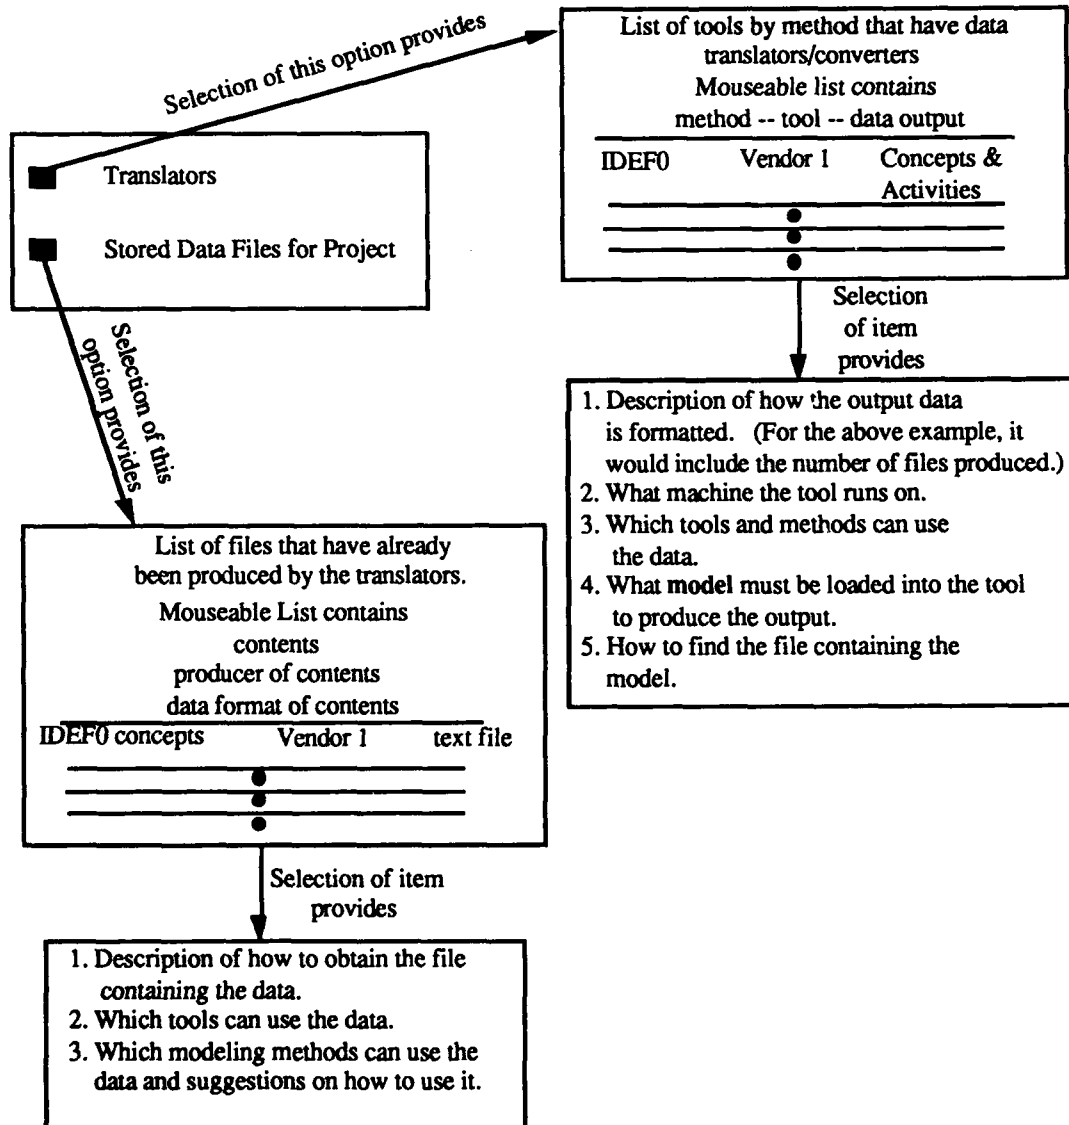 Selection of this option provides
Translators
Stored Data Files for Project
List of tools by method that have data
translators/converters
Mouseable list contains
method -- tool -- data output
IDEF0 Vendor 1 Concepts &
Activities
Selection
of item
provides
1. Description of how the output data
is formatted. (For the above example, it
would include the number of files produced.)
2. What machine the tool runs on.
3. Which tools and methods can use
the data.
4. What model must be loaded into the tool
to produce the output.
5. How to find the file containing the
model.
Selection of this
option provides
List of files that have already
been produced by the translators.
Mouseable List contains
contents
producer of contents
data format of contents
IDEF0 concepts Vendor 1 text file
Selection of item
provides
1. Description of how to obtain the file
containing the data.
2. Which tools can use the data.
3. Which modeling methods can use the
data and suggestions on how to use it.